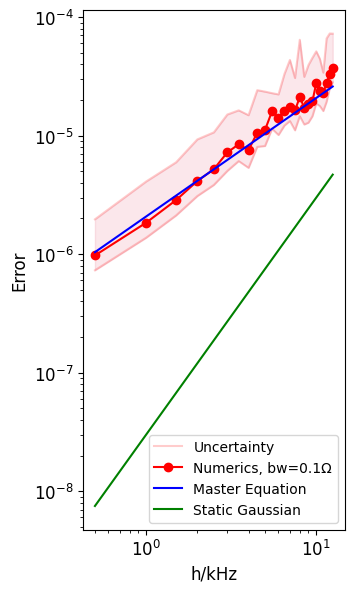 10⁻⁴
10⁻⁵
10⁻⁶
10⁻⁷
10⁻⁸
Error
Uncertainty
Numerics, bw=0.1Ω
Master Equation
Static Gaussian
10⁰
10¹
h/kHz